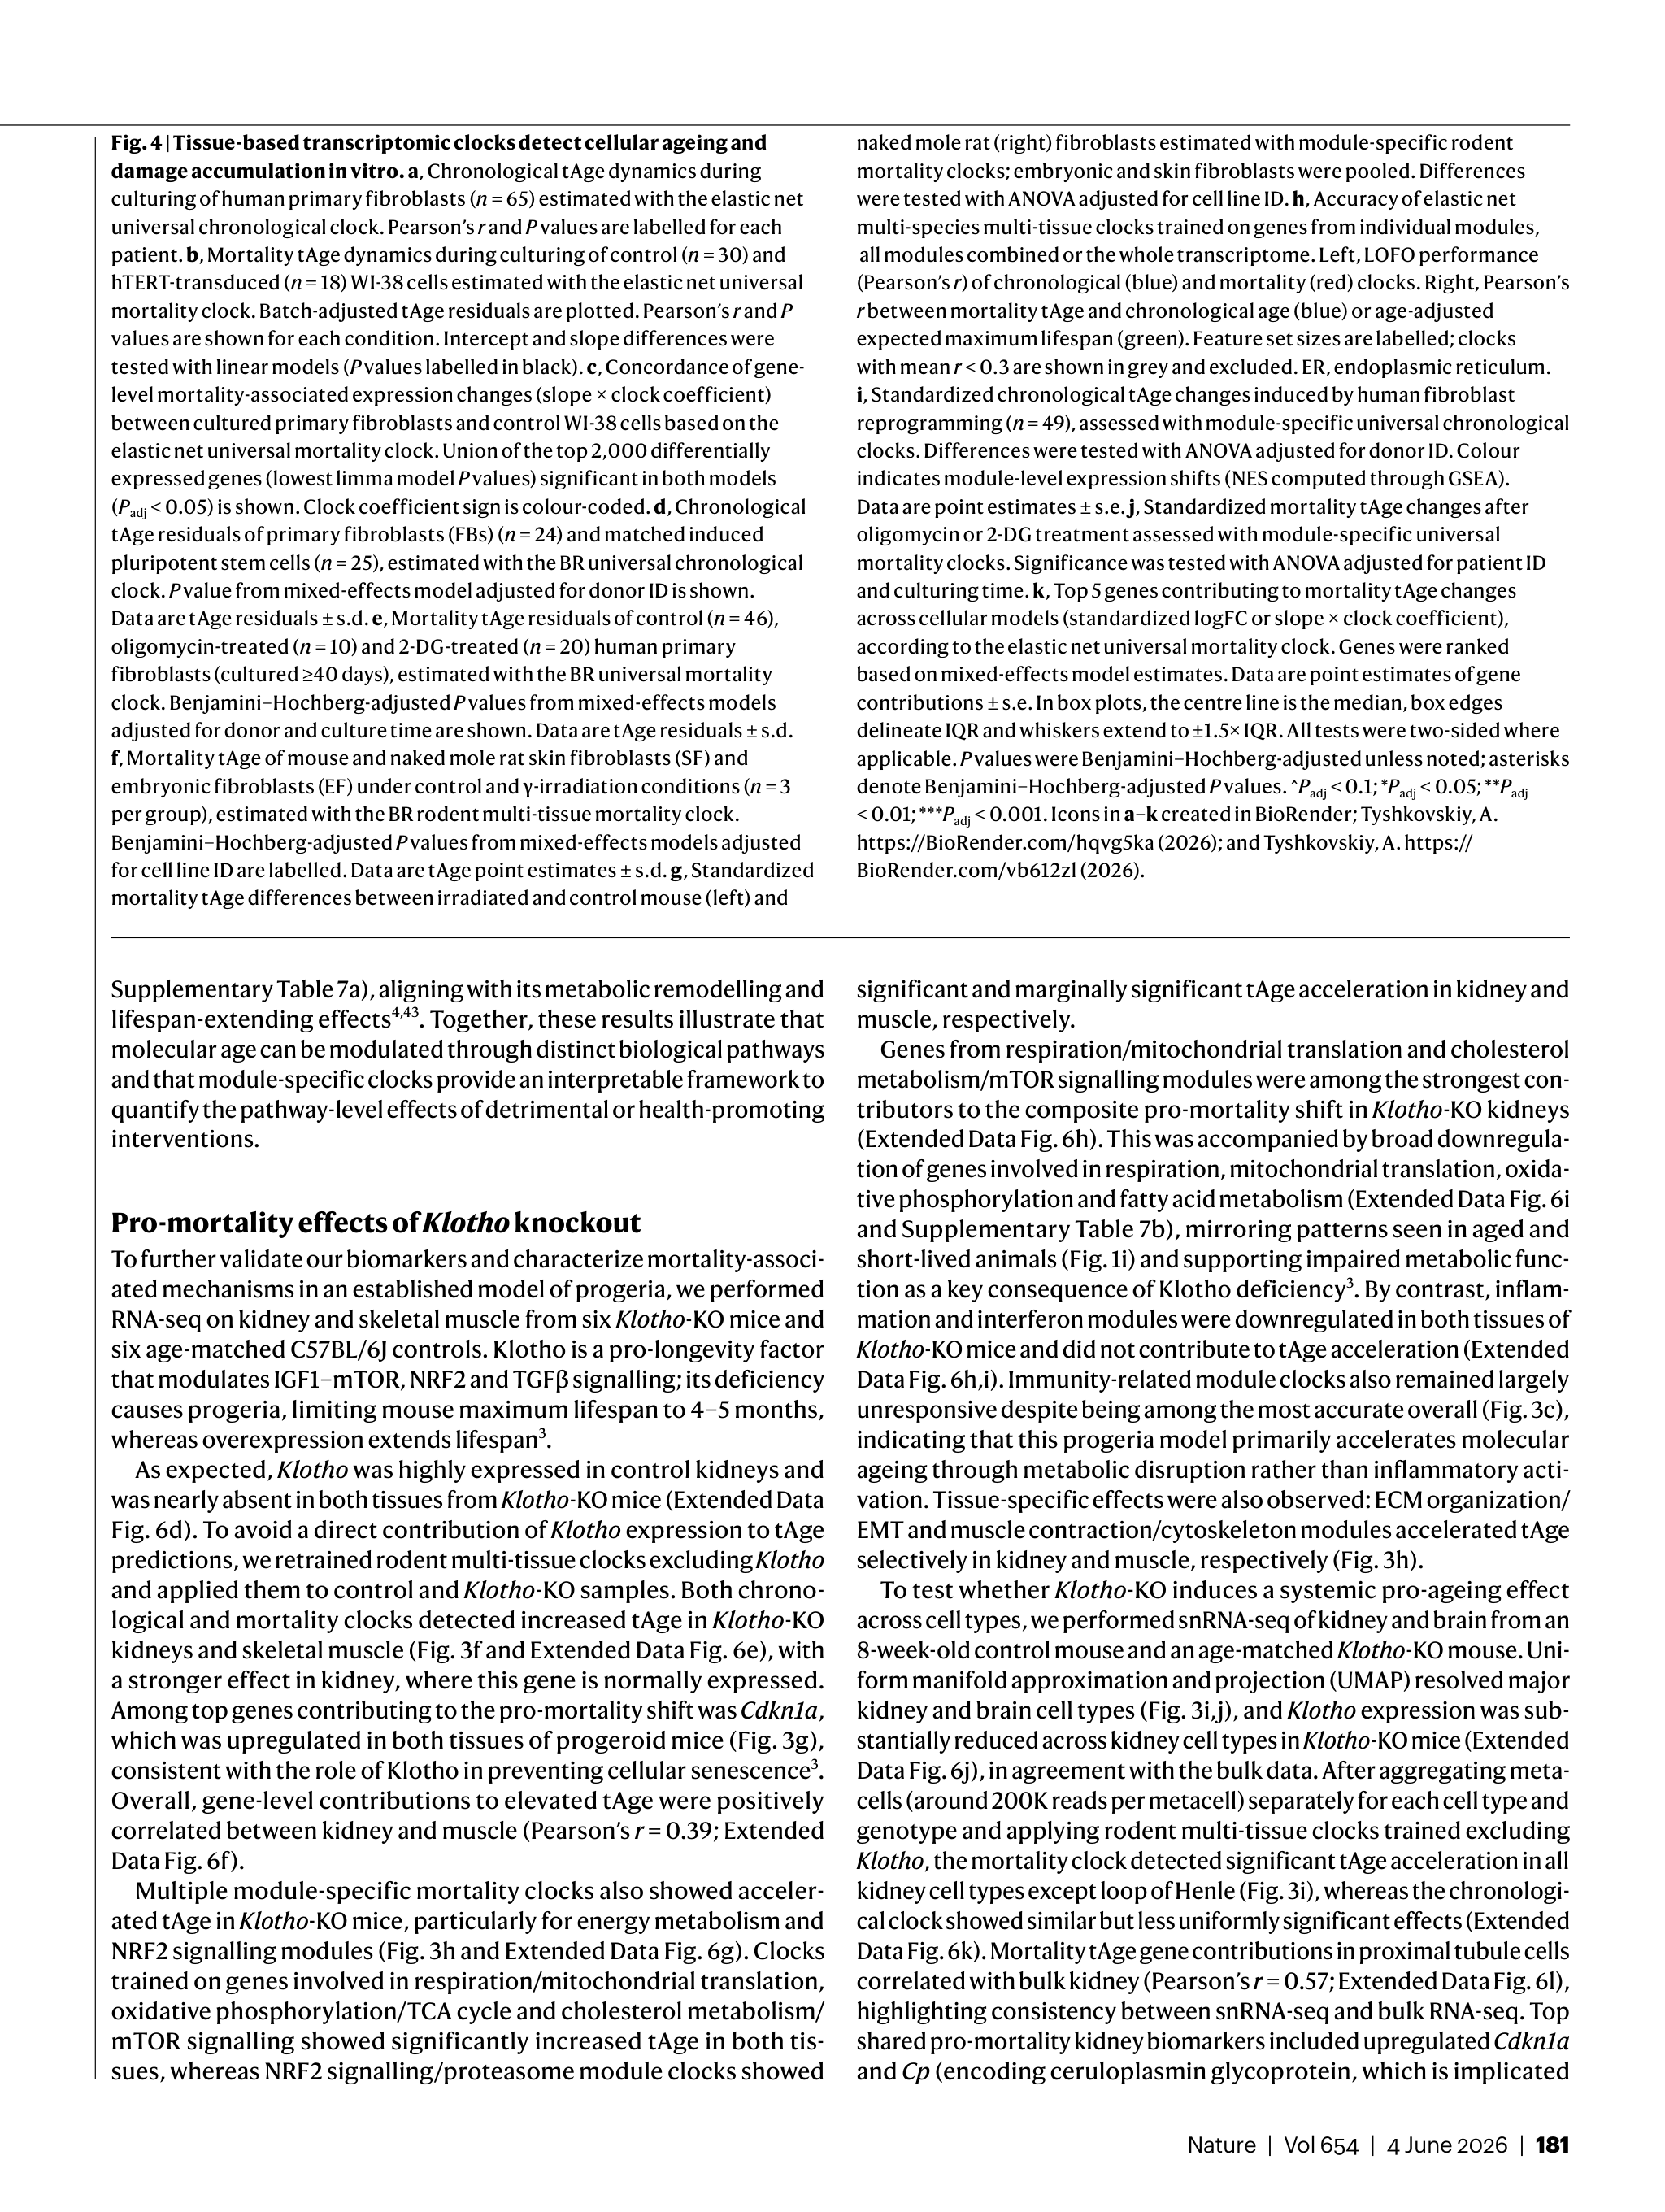 Fig. 4 | Tissue-based transcriptomic clocks detect cellular ageing and
damage accumulation in vitro. a, Chronological tAge dynamics during
culturing of human primary fibroblasts (n = 65) estimated with the elastic net
universal chronological clock. Pearson's r and P values are labelled for each
patient. b, Mortality tAge dynamics during culturing of control (n = 30) and
hTERT-transduced (n = 18) WI-38 cells estimated with the elastic net universal
mortality clock. Batch-adjusted tAge residuals are plotted. Pearson's r and P
values are shown for each condition. Intercept and slope differences were
tested with linear models (P values labelled in black). c, Concordance of gene-
level mortality-associated expression changes (slope × clock coefficient)
between cultured primary fibroblasts and control WI-38 cells based on the
elastic net universal mortality clock. Union of the top 2,000 differentially
expressed genes (lowest limma model P values) significant in both models
(Padj < 0.05) is shown. Clock coefficient sign is colour-coded. d, Chronological
tAge residuals of primary fibroblasts (FBs) (n = 24) and matched induced
pluripotent stem cells (n = 25), estimated with the BR universal chronological
clock. P value from mixed-effects model adjusted for donor ID is shown.
Data are tAge residuals ± s.d. e, Mortality tAge residuals of control (n = 46),
oligomycin-treated (n = 10) and 2-DG-treated (n = 20) human primary
fibroblasts (cultured ≥40 days), estimated with the BR universal mortality
clock. Benjamini–Hochberg-adjusted P values from mixed-effects models
adjusted for donor and culture time are shown. Data are tAge residuals ± s.d.
f, Mortality tAge of mouse and naked mole rat skin fibroblasts (SF) and
embryonic fibroblasts (EF) under control and γ-irradiation conditions (n = 3
per group), estimated with the BR rodent multi-tissue mortality clock.
Benjamini–Hochberg-adjusted P values from mixed-effects models adjusted
for cell line ID are labelled. Data are tAge point estimates ± s.d. g, Standardized
mortality tAge differences between irradiated and control mouse (left) and
naked mole rat (right) fibroblasts estimated with module-specific rodent
mortality clocks; embryonic and skin fibroblasts were pooled. Differences
were tested with ANOVA adjusted for cell line ID. h, Accuracy of elastic net
multi-species multi-tissue clocks trained on genes from individual modules,
all modules combined or the whole transcriptome. Left, LOFO performance
(Pearson's r) of chronological (blue) and mortality (red) clocks. Right, Pearson's
r between mortality tAge and chronological age (blue) or age-adjusted
expected maximum lifespan (green). Feature set sizes are labelled; clocks
with mean r < 0.3 are shown in grey and excluded. ER, endoplasmic reticulum.
i, Standardized chronological tAge changes induced by human fibroblast
reprogramming (n = 49), assessed with module-specific universal chronological
clocks. Differences were tested with ANOVA adjusted for donor ID. Colour
indicates module-level expression shifts (NES computed through GSEA).
Data are point estimates ± s.e. j, Standardized mortality tAge changes after
oligomycin or 2-DG treatment assessed with module-specific universal
mortality clocks. Significance was tested with ANOVA adjusted for patient ID
and culturing time. k, Top 5 genes contributing to mortality tAge changes
across cellular models (standardized logFC or slope × clock coefficient),
according to the elastic net universal mortality clock. Genes were ranked
based on mixed-effects model estimates. Data are point estimates of gene
contributions ± s.e. In box plots, the centre line is the median, box edges
delineate IQR and whiskers extend to ±1.5× IQR. All tests were two-sided where
applicable. P values were Benjamini–Hochberg-adjusted unless noted; asterisks
denote Benjamini–Hochberg-adjusted P values. ^Padj < 0.1; *Padj < 0.05; **Padj
< 0.01; ***Padj < 0.001. Icons in a–k created in BioRender; Tyshkovskiy, A.
https://BioRender.com/hqvg5ka (2026); and Tyshkovskiy, A. https://
BioRender.com/vb612zl (2026).
Supplementary Table 7a), aligning with its metabolic remodelling and
lifespan-extending effects4,43. Together, these results illustrate that
molecular age can be modulated through distinct biological pathways
and that module-specific clocks provide an interpretable framework to
quantify the pathway-level effects of detrimental or health-promoting
interventions.
Pro-mortality effects of Klotho knockout
To further validate our biomarkers and characterize mortality-associ-
ated mechanisms in an established model of progeria, we performed
RNA-seq on kidney and skeletal muscle from six Klotho-KO mice and
six age-matched C57BL/6J controls. Klotho is a pro-longevity factor
that modulates IGF1–mTOR, NRF2 and TGFβ signalling; its deficiency
causes progeria, limiting mouse maximum lifespan to 4–5 months,
whereas overexpression extends lifespan3.
As expected, Klotho was highly expressed in control kidneys and
was nearly absent in both tissues from Klotho-KO mice (Extended Data
Fig. 6d). To avoid a direct contribution of Klotho expression to tAge
predictions, we retrained rodent multi-tissue clocks excluding Klotho
and applied them to control and Klotho-KO samples. Both chrono-
logical and mortality clocks detected increased tAge in Klotho-KO
kidneys and skeletal muscle (Fig. 3f and Extended Data Fig. 6e), with
a stronger effect in kidney, where this gene is normally expressed.
Among top genes contributing to the pro-mortality shift was Cdkn1a,
which was upregulated in both tissues of progeroid mice (Fig. 3g),
consistent with the role of Klotho in preventing cellular senescence3.
Overall, gene-level contributions to elevated tAge were positively
correlated between kidney and muscle (Pearson's r = 0.39; Extended
Data Fig. 6f).
Multiple module-specific mortality clocks also showed acceler-
ated tAge in Klotho-KO mice, particularly for energy metabolism and
NRF2 signalling modules (Fig. 3h and Extended Data Fig. 6g). Clocks
trained on genes involved in respiration/mitochondrial translation,
oxidative phosphorylation/TCA cycle and cholesterol metabolism/
mTOR signalling showed significantly increased tAge in both tis-
sues, whereas NRF2 signalling/proteasome module clocks showed
significant and marginally significant tAge acceleration in kidney and
muscle, respectively.
Genes from respiration/mitochondrial translation and cholesterol
metabolism/mTOR signalling modules were among the strongest con-
tributors to the composite pro-mortality shift in Klotho-KO kidneys
(Extended Data Fig. 6h). This was accompanied by broad downregula-
tion of genes involved in respiration, mitochondrial translation, oxida-
tive phosphorylation and fatty acid metabolism (Extended Data Fig. 6i
and Supplementary Table 7b), mirroring patterns seen in aged and
short-lived animals (Fig. 1i) and supporting impaired metabolic func-
tion as a key consequence of Klotho deficiency3. By contrast, inflam-
mation and interferon modules were downregulated in both tissues of
Klotho-KO mice and did not contribute to tAge acceleration (Extended
Data Fig. 6h,i). Immunity-related module clocks also remained largely
unresponsive despite being among the most accurate overall (Fig. 3c),
indicating that this progeria model primarily accelerates molecular
ageing through metabolic disruption rather than inflammatory acti-
vation. Tissue-specific effects were also observed: ECM organization/
EMT and muscle contraction/cytoskeleton modules accelerated tAge
selectively in kidney and muscle, respectively (Fig. 3h).
To test whether Klotho-KO induces a systemic pro-ageing effect
across cell types, we performed snRNA-seq of kidney and brain from an
8-week-old control mouse and an age-matched Klotho-KO mouse. Uni-
form manifold approximation and projection (UMAP) resolved major
kidney and brain cell types (Fig. 3i,j), and Klotho expression was sub-
stantially reduced across kidney cell types in Klotho-KO mice (Extended
Data Fig. 6j), in agreement with the bulk data. After aggregating meta-
cells (around 200K reads per metacell) separately for each cell type and
genotype and applying rodent multi-tissue clocks trained excluding
Klotho, the mortality clock detected significant tAge acceleration in all
kidney cell types except loop of Henle (Fig. 3i), whereas the chronologi-
cal clock showed similar but less uniformly significant effects (Extended
Data Fig. 6k). Mortality tAge gene contributions in proximal tubule cells
correlated with bulk kidney (Pearson's r = 0.57; Extended Data Fig. 6l),
highlighting consistency between snRNA-seq and bulk RNA-seq. Top
shared pro-mortality kidney biomarkers included upregulated Cdkn1a
and Cp (encoding ceruloplasmin glycoprotein, which is implicated
Nature | Vol 654 | 4 June 2026 | 181